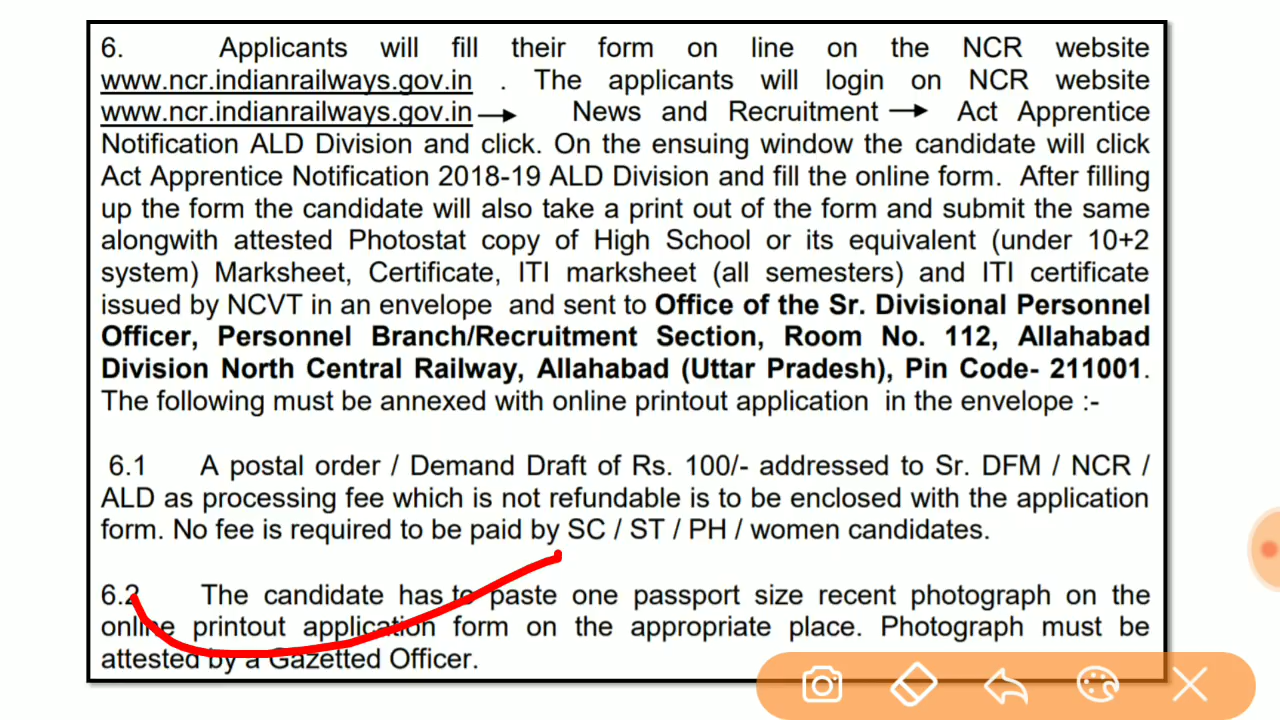 6. Applicants will fill their form on line on the NCR website
www.ncr.indianrailways.gov.in . The applicants will login on NCR website
www.ncr.indianrailways.gov.in → News and Recruitment → Act Apprentice
Notification ALD Division and click. On the ensuing window the candidate will click
Act Apprentice Notification 2018-19 ALD Division and fill the online form. After filling
up the form the candidate will also take a print out of the form and submit the same
alongwith attested Photostat copy of High School or its equivalent (under 10+2
system) Marksheet, Certificate, ITI marksheet (all semesters) and ITI certificate
issued by NCVT in an envelope and sent to Office of the Sr. Divisional Personnel
Officer, Personnel Branch/Recruitment Section, Room No. 112, Allahabad
Division North Central Railway, Allahabad (Uttar Pradesh), Pin Code- 211001.
The following must be annexed with online printout application in the envelope :-
6.1 A postal order / Demand Draft of Rs. 100/- addressed to Sr. DFM / NCR /
ALD as processing fee which is not refundable is to be enclosed with the application
form. No fee is required to be paid by SC / ST / PH / women candidates.
6.2 The candidate has to paste one passport size recent photograph on the
online printout application form on the appropriate place. Photograph must be
attested by a Gazetted Officer.